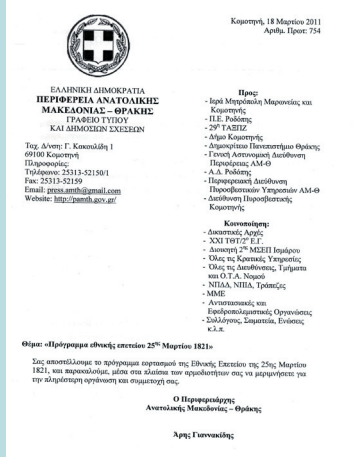 Κομοτηνή, 18 Μαρτίου 2011
Αριθμ. Πρωτ: 754
ΕΛΛΗΝΙΚΗ ΔΗΜΟΚΡΑΤΙΑ
ΠΕΡΙΦΕΡΕΙΑ ΑΝΑΤΟΛΙΚΗΣ
ΜΑΚΕΔΟΝΙΑΣ – ΘΡΑΚΗΣ
ΓΡΑΦΕΙΟ ΤΥΠΟΥ
ΚΑΙ ΔΗΜΟΣΙΩΝ ΣΧΕΣΕΩΝ
Ταχ. Δ/νση: Γ. Κακουλίδη 1
69100 Κομοτηνή
Πληροφορίες:
Τηλέφωνο: 25313-52150/1
Fax: 25313-52159
Email: press.amth@gmail.com
Website: http://pamth.gov.gr/
Προς:
- Ιερά Μητρόπολη Μαρωνείας και
Κομοτηνής
- Π.Ε. Ροδόπης
- 29η ΤΑΞΠΖ
- Δήμο Κομοτηνής
- Δημοκρίτειο Πανεπιστήμιο Θράκης
- Γενική Αστυνομική Διεύθυνση
Περιφέρειας ΑΜ-Θ
- Α.Δ. Ροδόπης
- Περιφερειακή Διεύθυνση
Πυροσβεστικών Υπηρεσιών ΑΜ-Θ
- Διεύθυνση Πυροσβεστικής
Κομοτηνής
Κοινοποίηση:
- Δικαστικές Αρχές
- ΧΧΙ ΤΘΤ/2ο Ε.Γ.
- Διοικητή 2ης ΜΣΕΠ Ισμάρου
- Όλες τις Κρατικές Υπηρεσίες
- Όλες τις Διευθύνσεις, Τμήματα
και Ο.Τ.Α. Νομού
- ΝΠΔΔ, ΝΠΙΔ, Τράπεζες
- ΜΜΕ
- Αντιστασιακές και
Εφεδροπολεμιστικές Οργανώσεις
- Συλλόγους, Σωματεία, Ενώσεις
κ.λ.π.
Θέμα: «Πρόγραμμα εθνικής επετείου 25ης Μαρτίου 1821»
Σας αποστέλλουμε το πρόγραμμα εορτασμού της Εθνικής Επετείου της 25ης Μαρτίου
1821, και παρακαλούμε, μέσα στα πλαίσια των αρμοδιοτήτων σας να μεριμνήσετε για
την πληρέστερη οργάνωση και συμμετοχή σας.
Ο Περιφερειάρχης
Ανατολικής Μακεδονίας – Θράκης
Άρης Γιαννακίδης